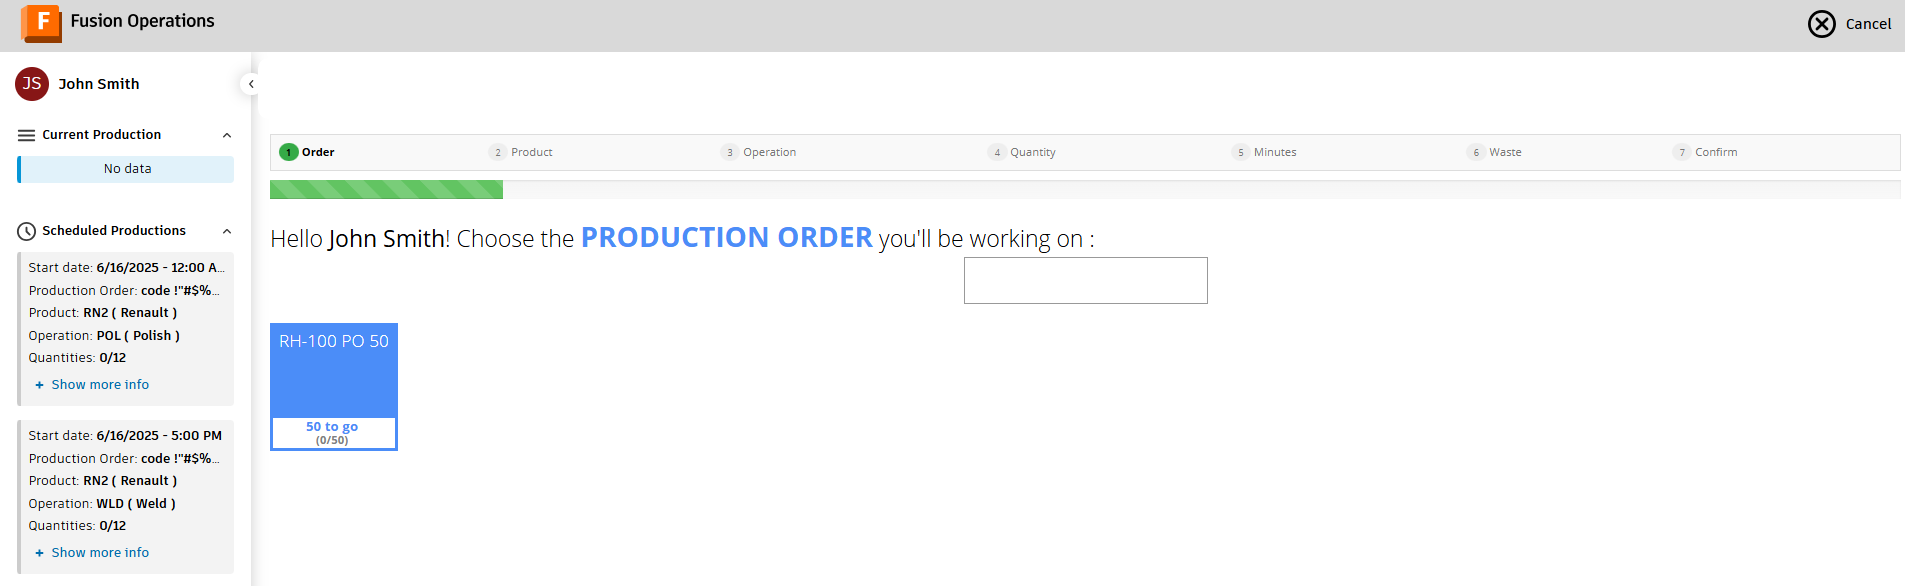 F Fusion Operations
Cancel
JS John Smith
Current Production
No data
Scheduled Productions
Start date: 6/16/2025 - 12:00 A...
Production Order: code !"#$%...
Product: RN2 ( Renault )
Operation: POL ( Polish )
Quantities: 0/12
+ Show more info
Start date: 6/16/2025 - 5:00 PM
Production Order: code !"#$%...
Product: RN2 ( Renault )
Operation: WLD ( Weld )
Quantities: 0/12
+ Show more info
1 Order 2 Product 3 Operation 4 Quantity 5 Minutes 6 Waste 7 Confirm
Hello John Smith! Choose the PRODUCTION ORDER you'll be working on :
RH-100 PO 50
50 to go
(0/50)